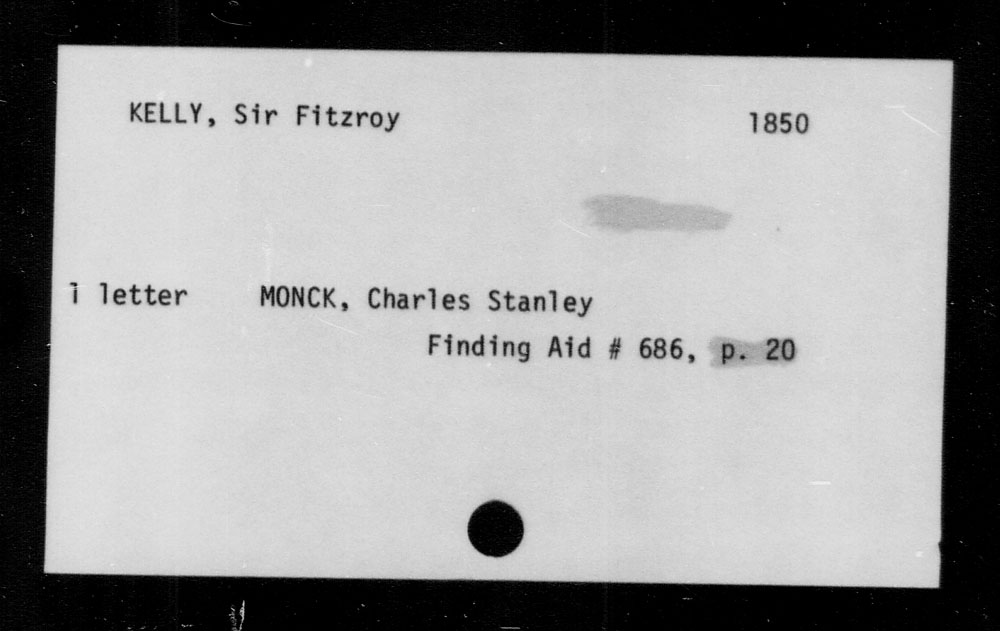 KELLY, Sir Fitzroy 1850
1 letter MONCK, Charles Stanley
Finding Aid # 686, p. 20